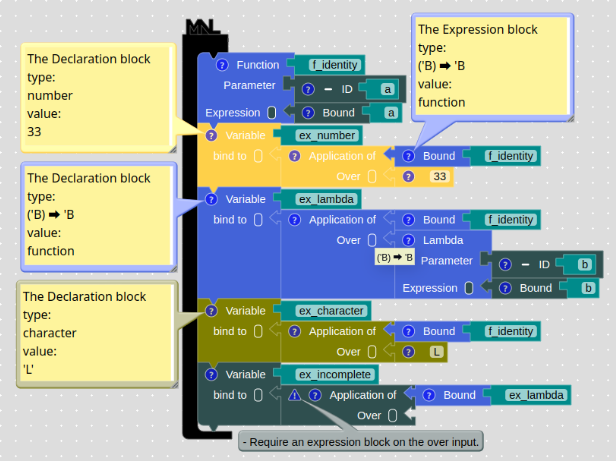 MNL
The Declaration block
type:
number
value:
33
The Expression block
type:
('B) ➡ 'B
value:
function
? Function f_identity
Parameter ? − ID a
Expression ? Bound a
? Variable ex_number
bind to ? Application of ? Bound f_identity
Over ? 33
The Declaration block
type:
('B) ➡ 'B
value:
function
? Variable ex_lambda
bind to ? Application of ? Bound f_identity
Over ? Lambda
('B) ➡ 'B
Parameter ? − ID b
Expression ? Bound b
The Declaration block
type:
character
value:
'L'
? Variable ex_character
bind to ? Application of ? Bound f_identity
Over ? L
? Variable ex_incomplete
bind to ! ? Application of ? Bound ex_lambda
Over
- Require an expression block on the over input.